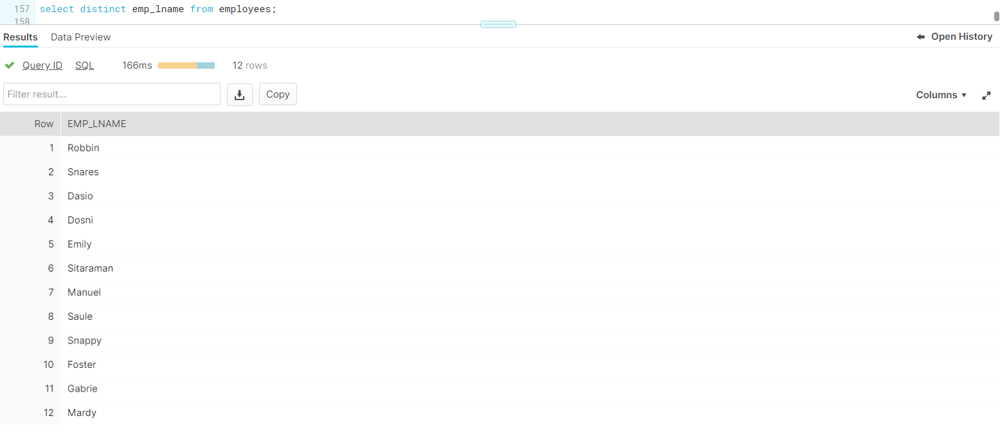 157 select distinct emp_lname from employees;
158
Results Data Preview Open History
Query ID SQL 166ms 12 rows
Filter result... Copy Columns
Row EMP_LNAME
1 Robbin
2 Snares
3 Dasio
4 Dosni
5 Emily
6 Sitaraman
7 Manuel
8 Saule
9 Snappy
10 Foster
11 Gabrie
12 Mardy